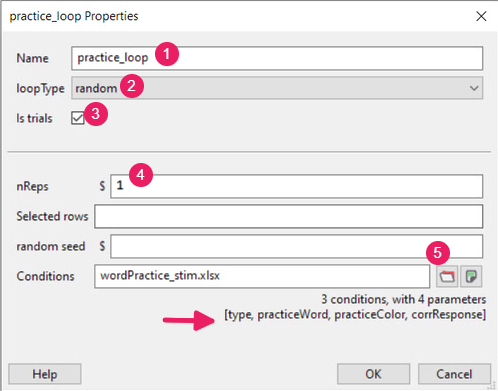 practice_loop Properties
Name practice_loop 1
loopType random 2
Is trials 3
nReps $ 1 4
Selected rows
random seed $
5
Conditions wordPractice_stim.xlsx
3 conditions, with 4 parameters
[type, practiceWord, practiceColor, corrResponse]
Help OK Cancel